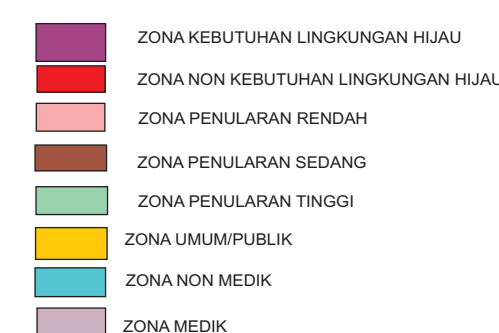 ZONA KEBUTUHAN LINGKUNGAN HIJAU
ZONA NON KEBUTUHAN LINGKUNGAN HIJAU
ZONA PENULARAN RENDAH
ZONA PENULARAN SEDANG
ZONA PENULARAN TINGGI
ZONA UMUM/PUBLIK
ZONA NON MEDIK
ZONA MEDIK